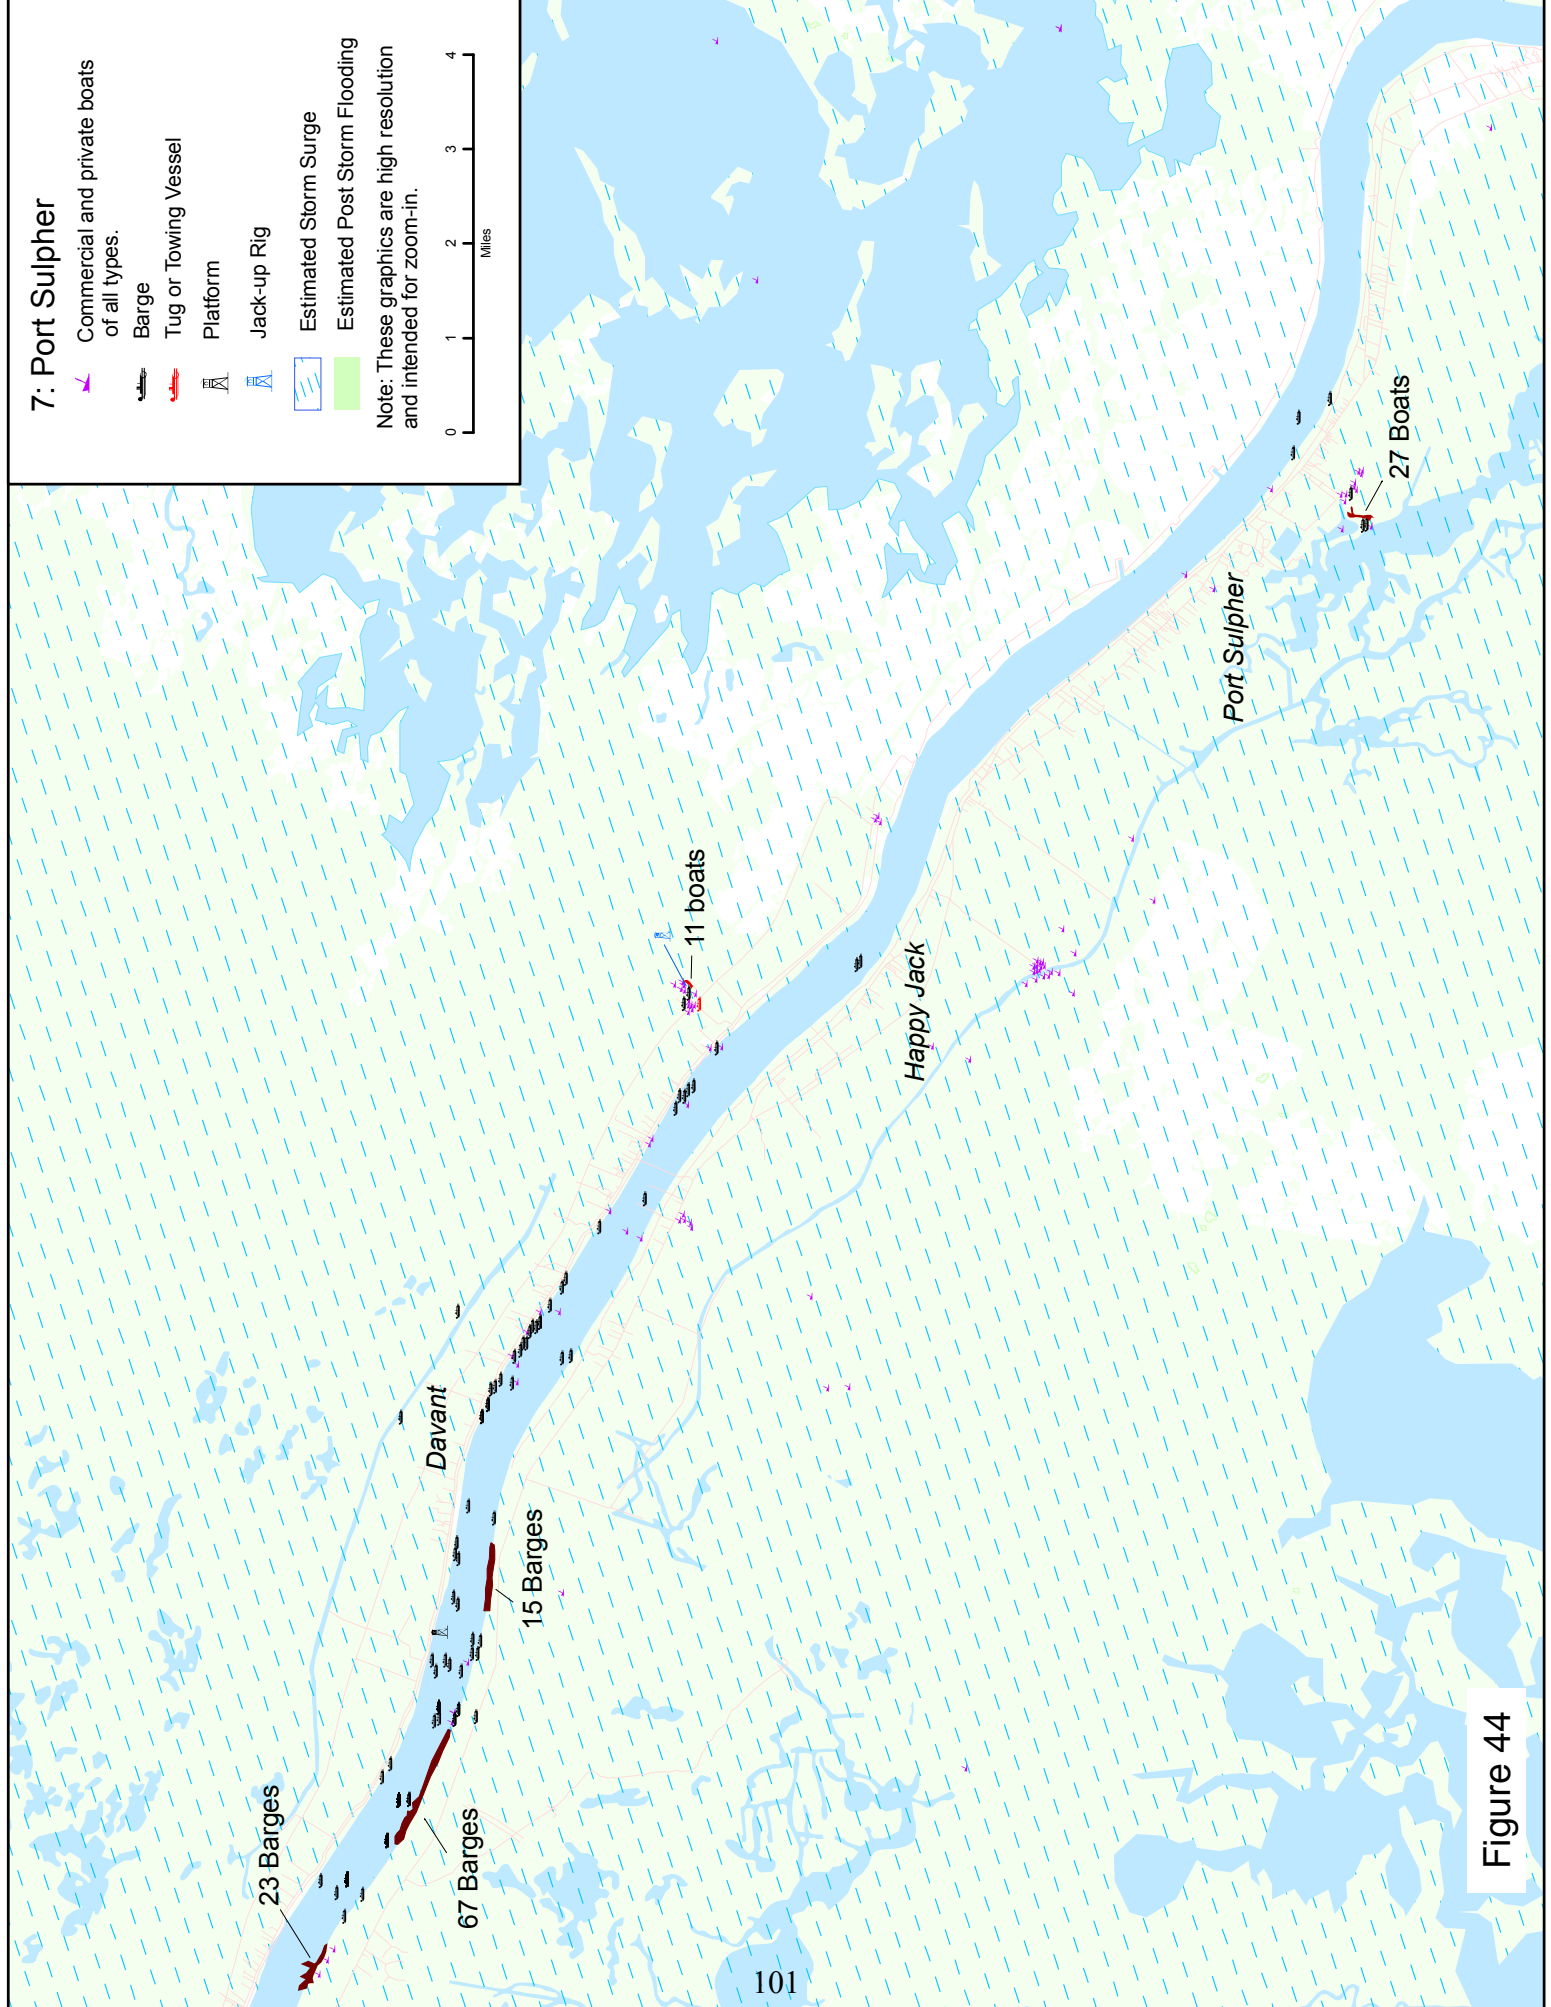 7: Port Sulpher
Commercial and private boats
of all types.
Barge
Tug or Towing Vessel
Platform
Jack-up Rig
Estimated Storm Surge
Estimated Post Storm Flooding
Note: These graphics are high resolution
and intended for zoom-in.
0 1 2 3 4
Miles
23 Barges
67 Barges
15 Barges
Davant
11 boats
Happy Jack
Port Sulpher
27 Boats
Figure 44
101